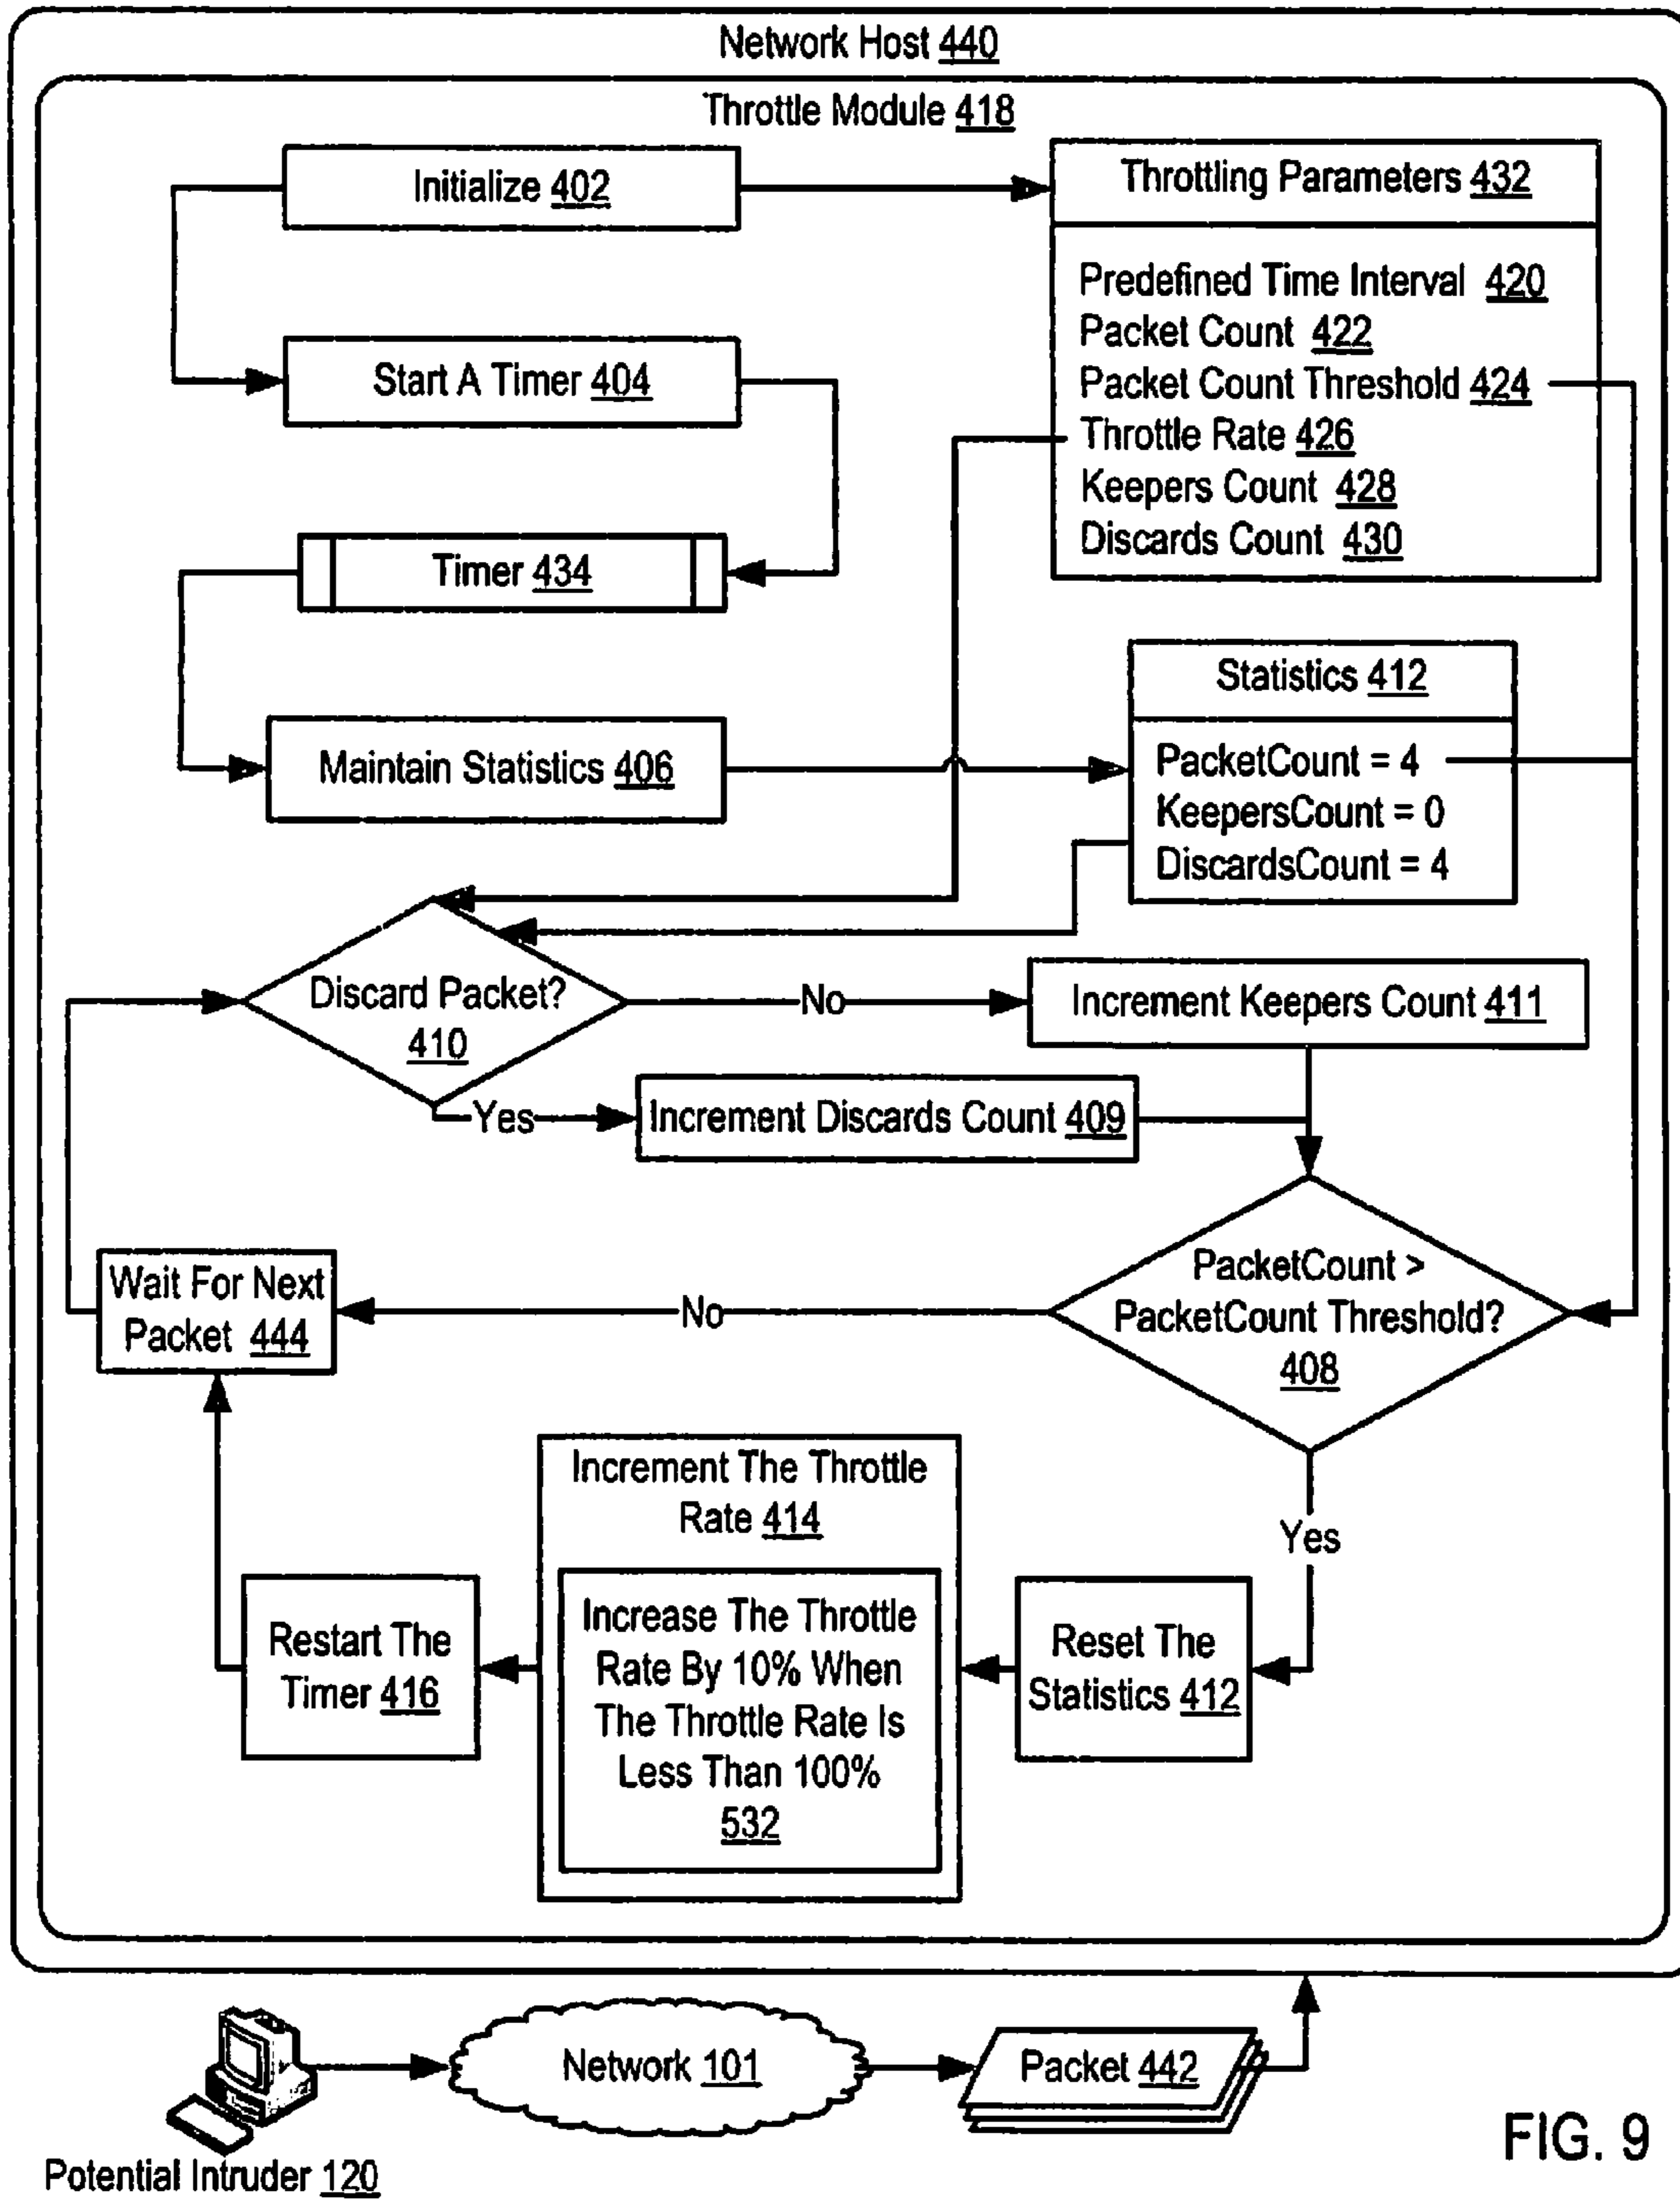 Network Host 440
Throttle Module 418
Initialize 402
Throttling Parameters 432
Predefined Time Interval 420
Packet Count 422
Packet Count Threshold 424
Throttle Rate 426
Keepers Count 428
Discards Count 430
Start A Timer 404
Timer 434
Maintain Statistics 406
Statistics 412
PacketCount = 4
KeepersCount = 0
DiscardsCount = 4
Discard Packet?
410
No
Increment Keepers Count 411
Yes
Increment Discards Count 409
PacketCount >
PacketCount Threshold?
408
No
Wait For Next
Packet 444
Yes
Reset The
Statistics 412
Increment The Throttle
Rate 414
Increase The Throttle
Rate By 10% When
The Throttle Rate Is
Less Than 100%
532
Restart The
Timer 416
Potential Intruder 120
Network 101
Packet 442
FIG. 9